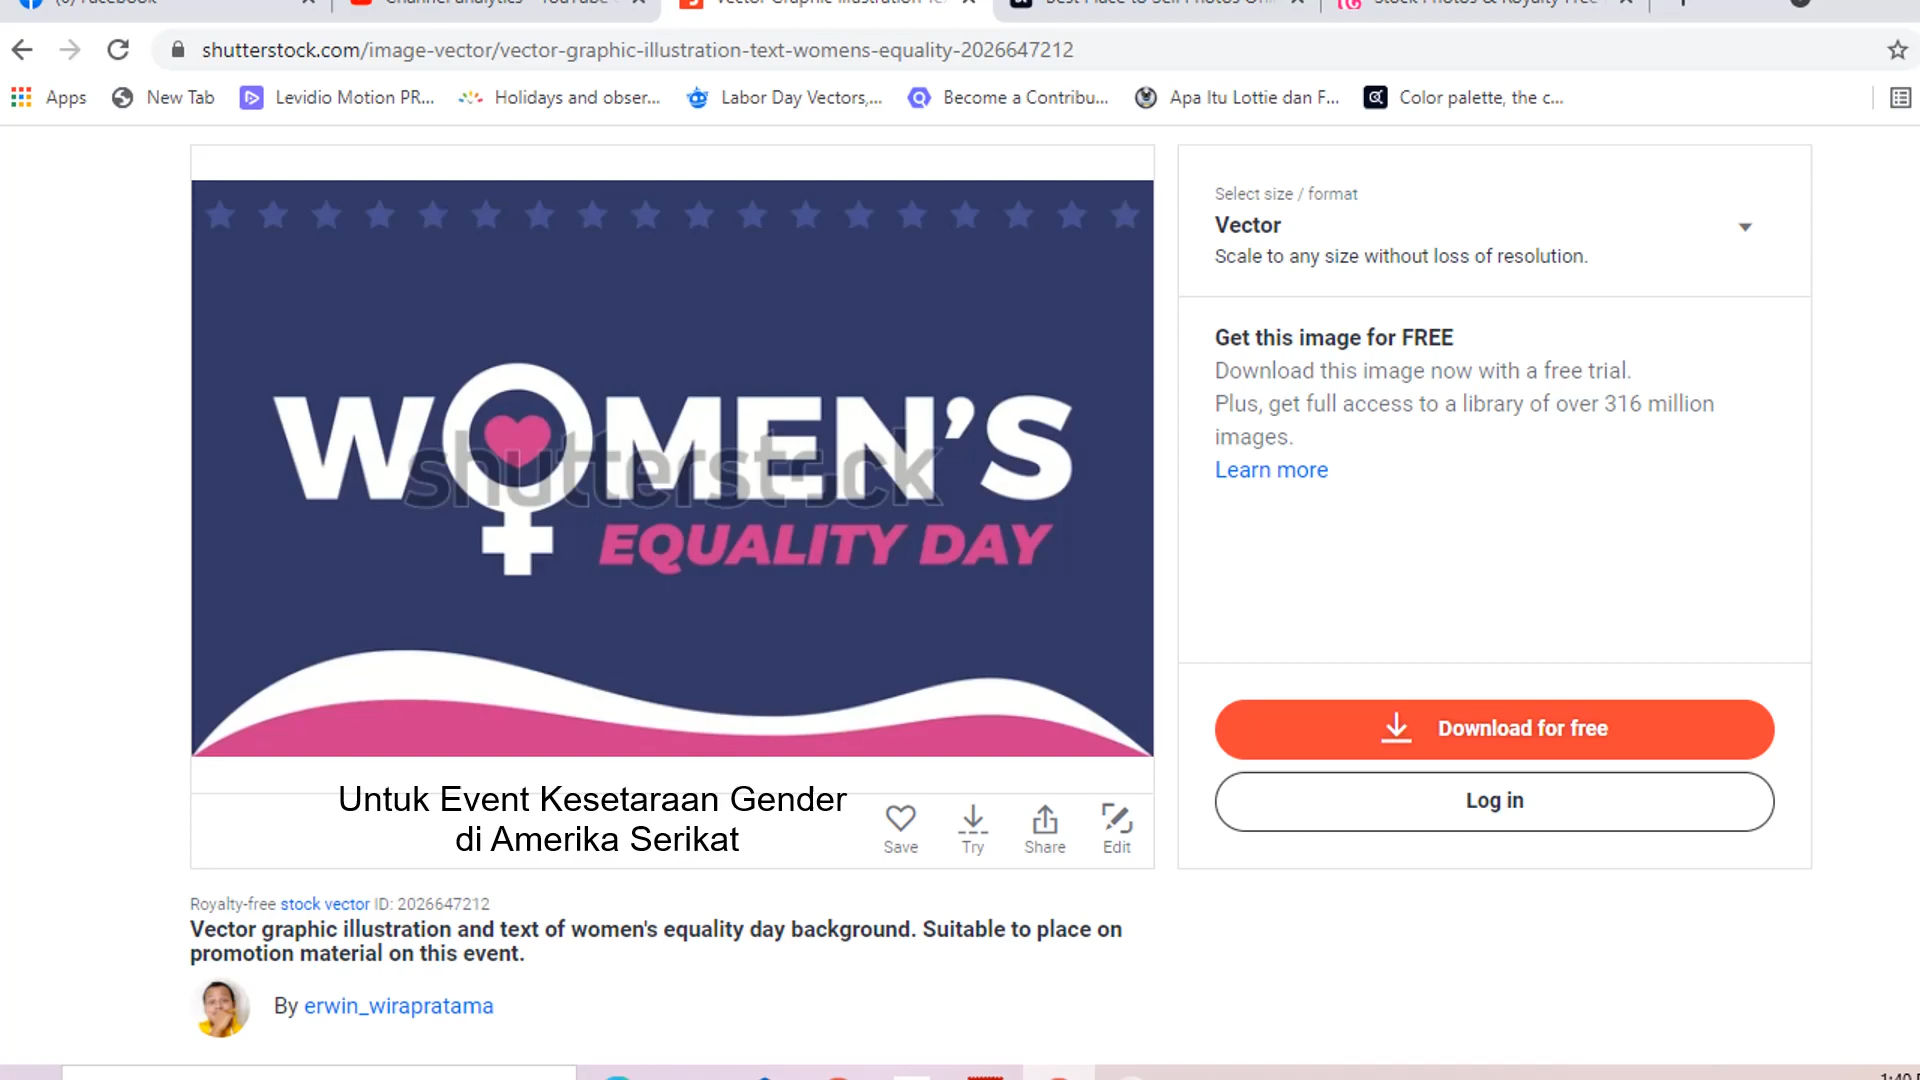 shutterstock.com/image-vector/vector-graphic-illustration-text-womens-equality-2026647212
Apps
New Tab
Levidio Motion PR...
Holidays and obser...
Labor Day Vectors,...
Become a Contribu...
Apa Itu Lottie dan F...
Color palette, the c...
WOMEN'S
shutterstock
EQUALITY DAY
Untuk Event Kesetaraan Gender
di Amerika Serikat
Save
Try
Share
Edit
Select size / format
Vector
Scale to any size without loss of resolution.
Get this image for FREE
Download this image now with a free trial.
Plus, get full access to a library of over 316 million
images.
Learn more
Download for free
Log in
Royalty-free stock vector ID: 2026647212
Vector graphic illustration and text of women's equality day background. Suitable to place on
promotion material on this event.
By erwin_wirapratama